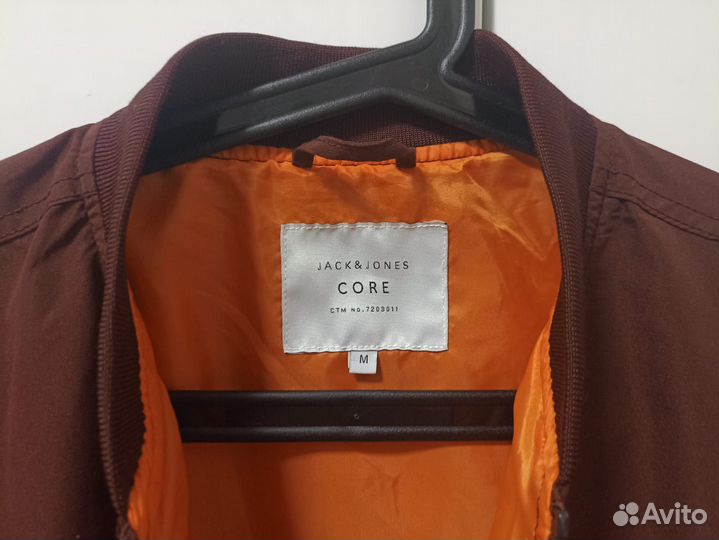 JACK&JONES
CORE
CTM NO.7203011
M
Avito